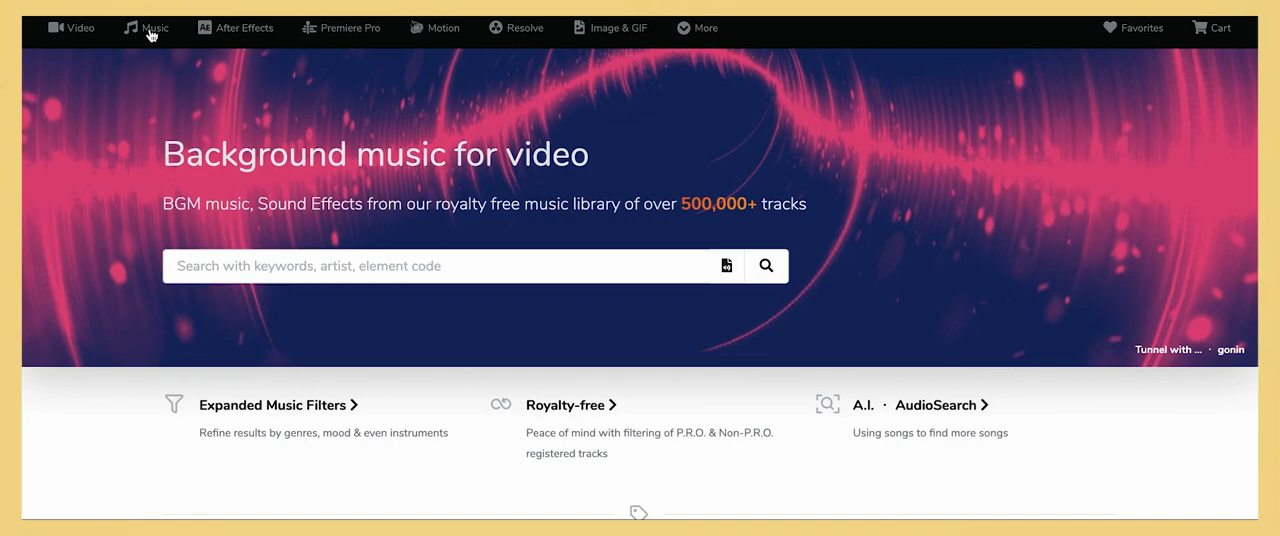 Video Music AE After Effects Premiere Pro Motion Resolve Image & GIF More Favorites Cart
Background music for video
BGM music, Sound Effects from our royalty free music library of over 500,000+ tracks
Search with keywords, artist, element code
Tunnel with ... · gonin
Expanded Music Filters
Refine results by genres, mood & even instruments
Royalty-free
Peace of mind with filtering of P.R.O. & Non-P.R.O.
registered tracks
A.I. · AudioSearch
Using songs to find more songs